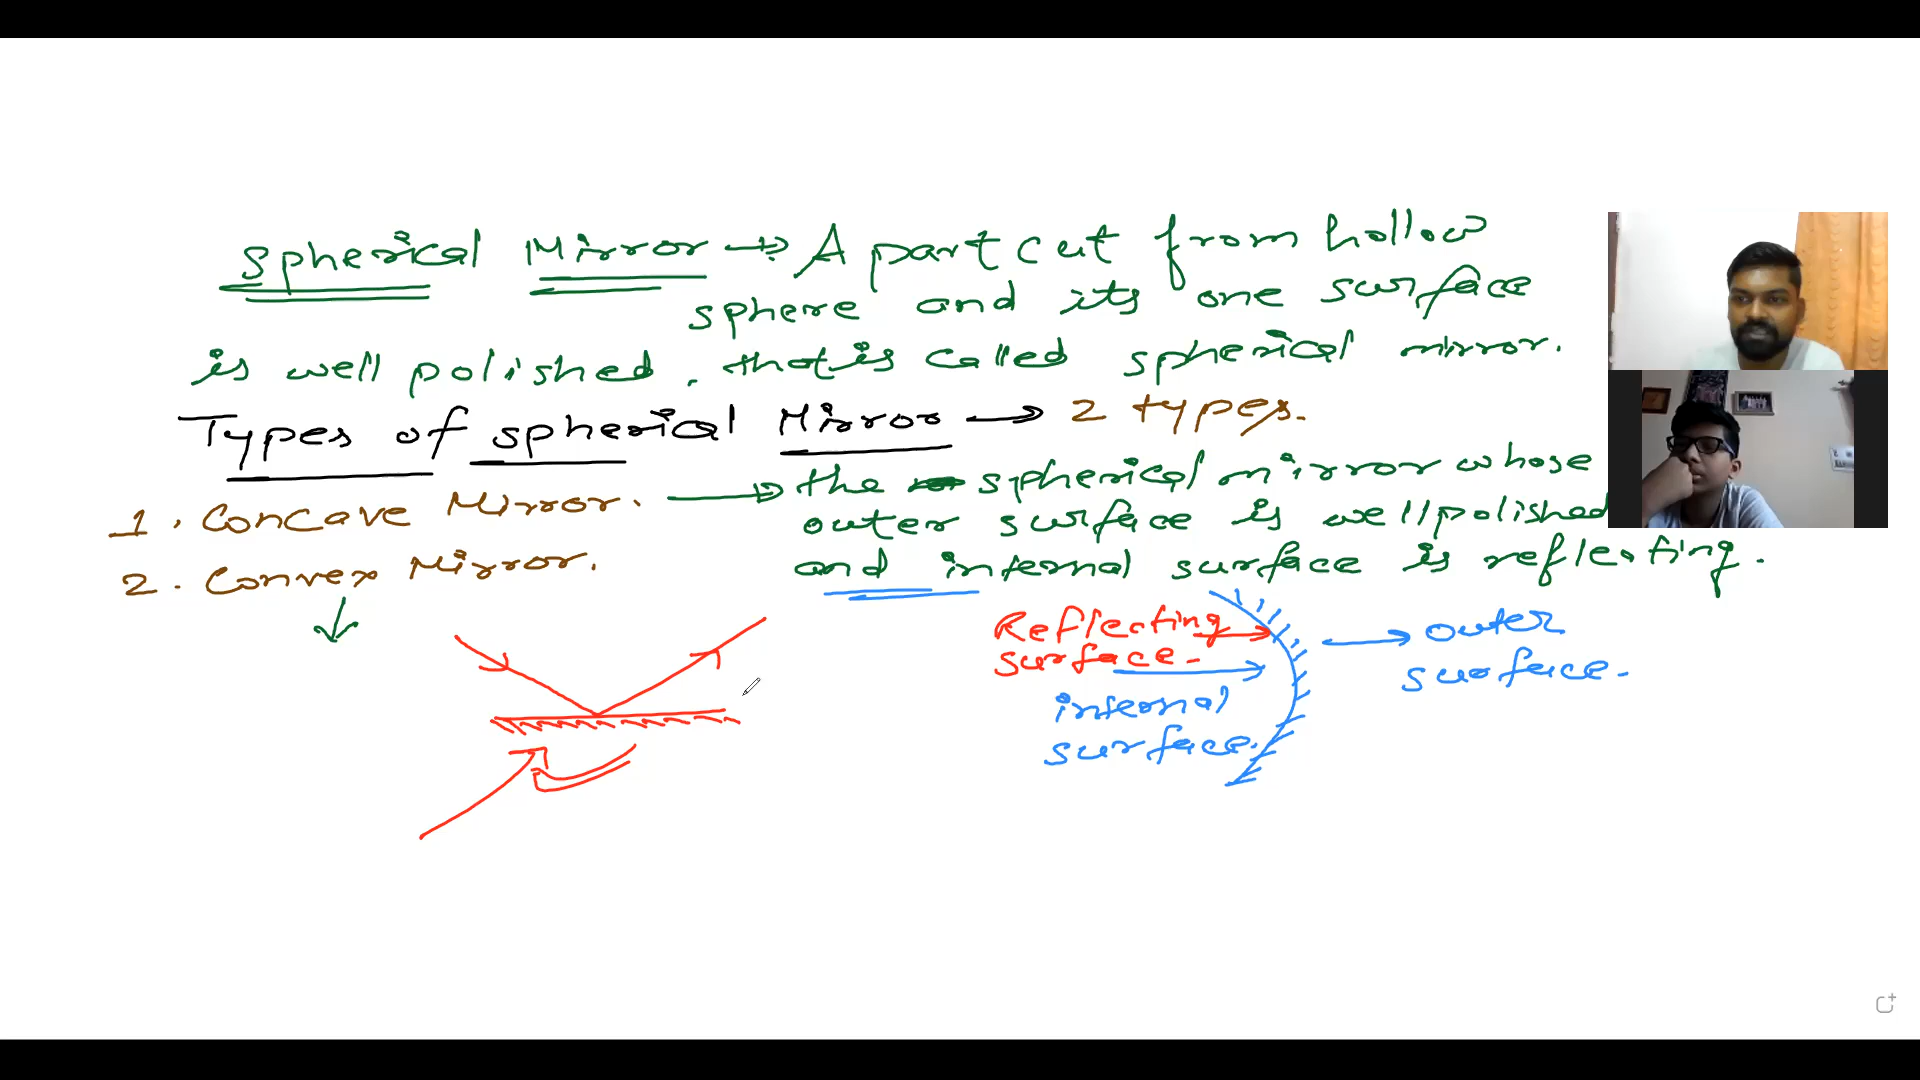 Spherical Mirror → A part cut from hollow
sphere and its one surface
is well polished, that is called spherical mirror.
Types of spherical Mirror → 2 types.
1. Concave Mirror. → the spherical mirror whose
outer surface is well polished
and internal surface is reflecting.
2. Convex Mirror.
Reflecting
surface.
internal
surface.
outer
surface.